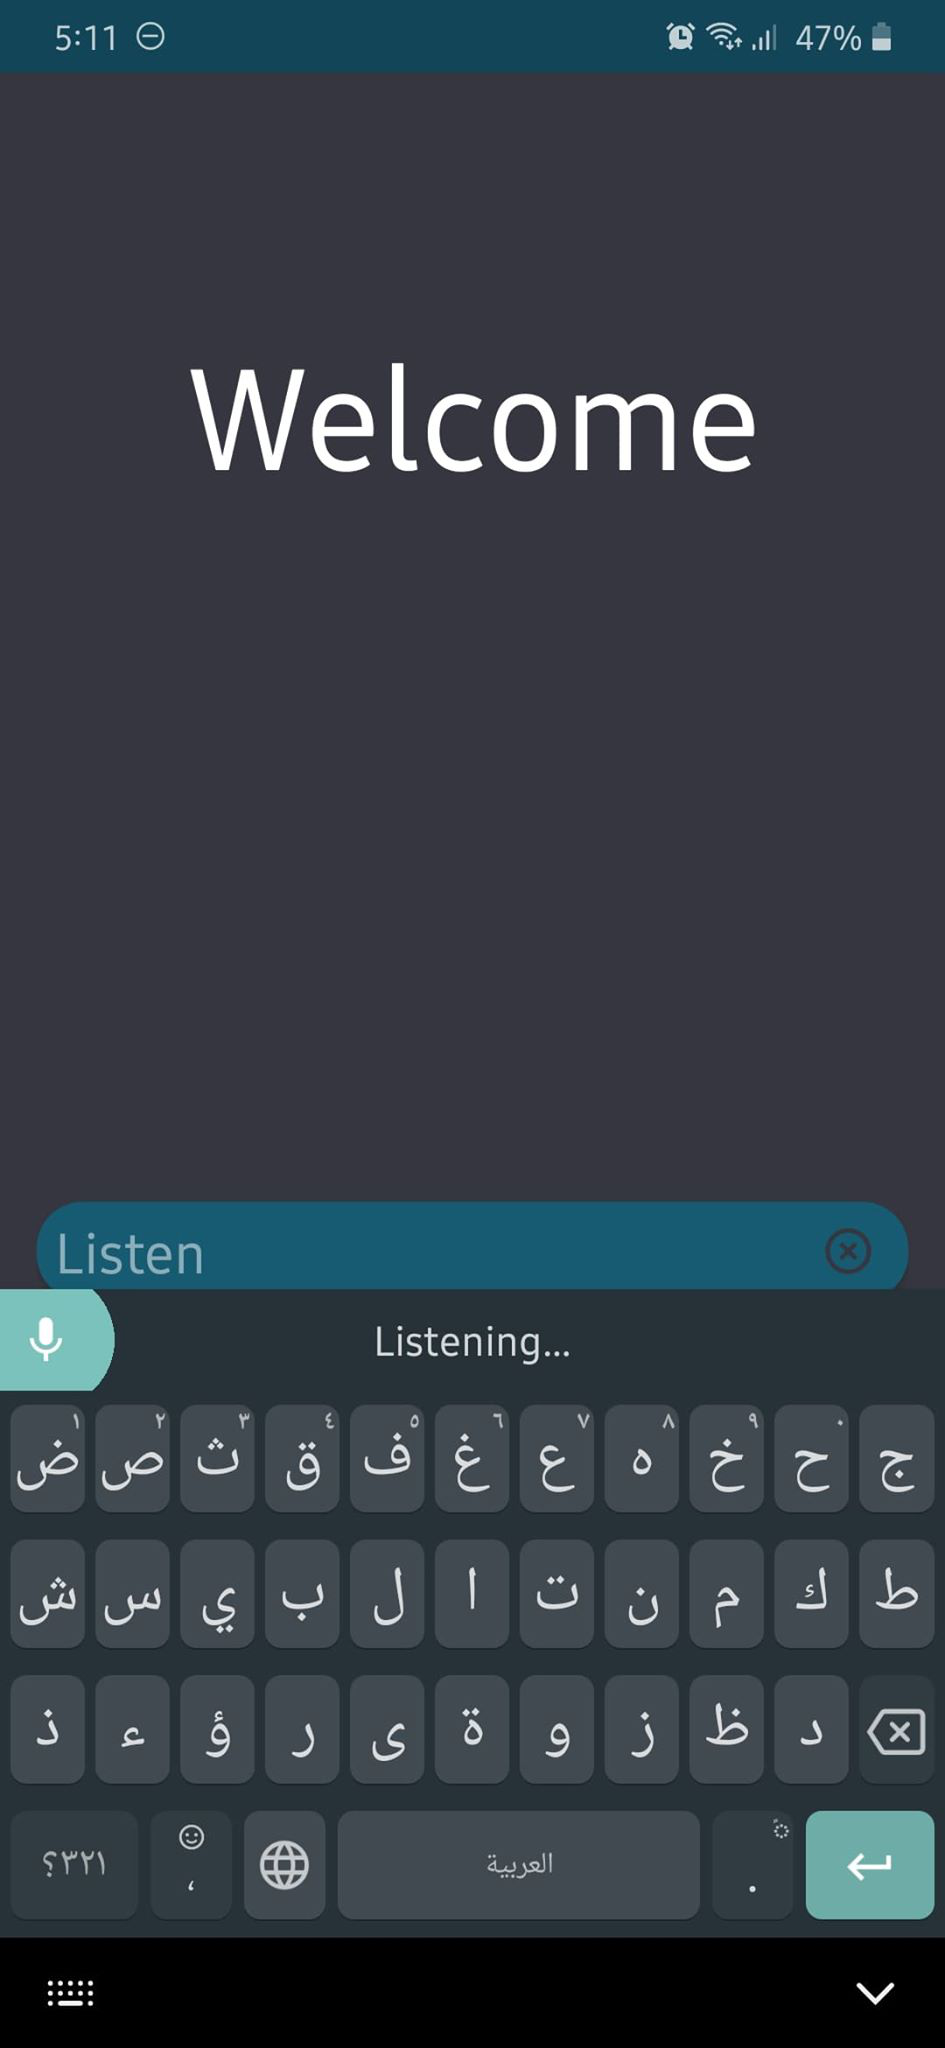 5:11
47%
Welcome
Listen
Listening...
١ ٢ ٣ ٤ ٥ ٦ ٧ ٨ ٩ ٠
ض ص ث ق ف غ ع ه خ ح ج
ش س ي ب ل ا ت ن م ك ط
ذ ء ؤ ر ى ة و ز ظ د
؟٣٢١ ، العربية .